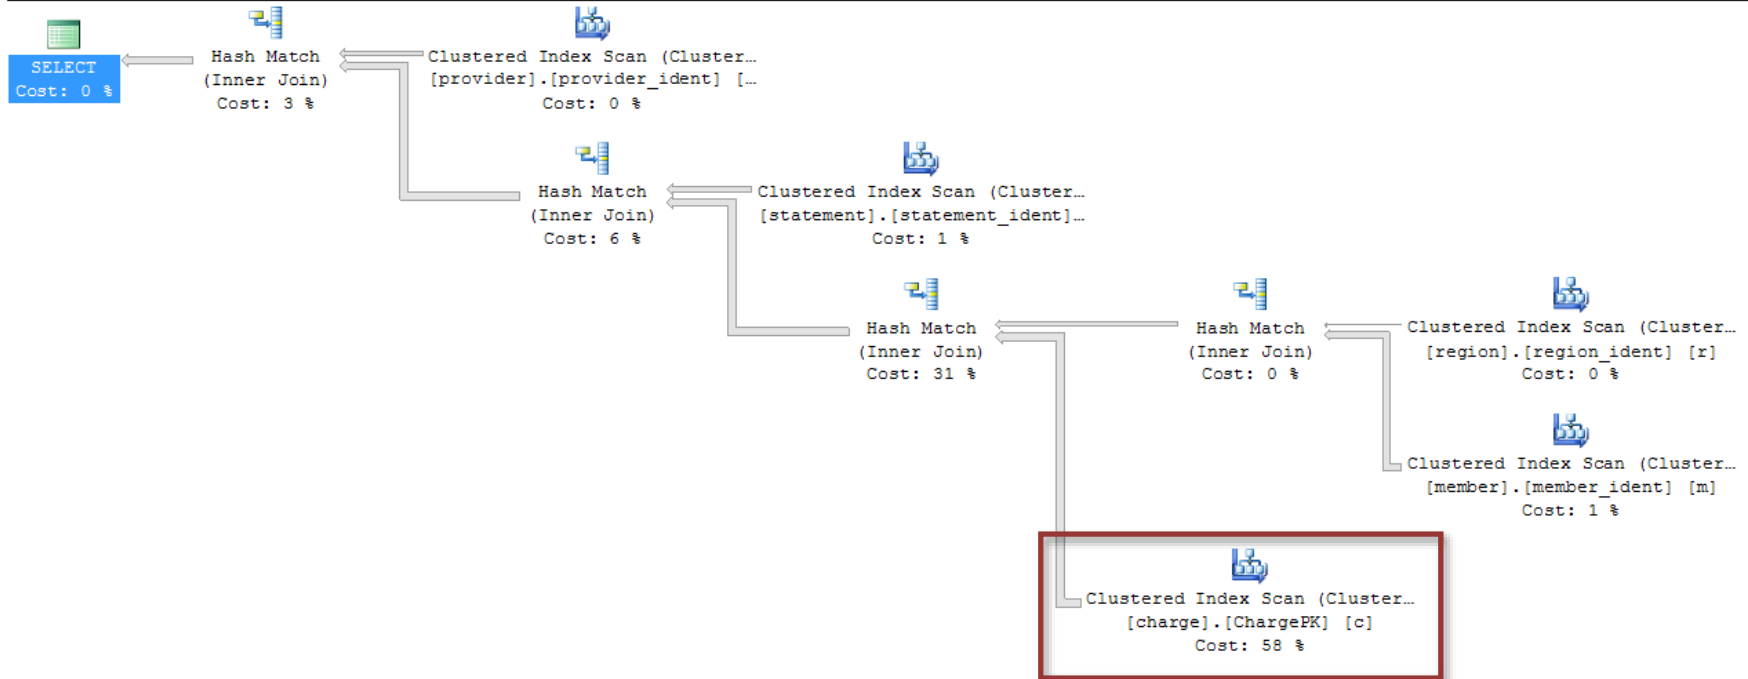 SELECT
Cost: 0 %
Hash Match
(Inner Join)
Cost: 3 %
Clustered Index Scan (Cluster…
[provider].[provider_ident] […
Cost: 0 %
Hash Match
(Inner Join)
Cost: 6 %
Clustered Index Scan (Cluster…
[statement].[statement_ident]…
Cost: 1 %
Hash Match
(Inner Join)
Cost: 31 %
Hash Match
(Inner Join)
Cost: 0 %
Clustered Index Scan (Cluster…
[region].[region_ident] [r]
Cost: 0 %
Clustered Index Scan (Cluster…
[member].[member_ident] [m]
Cost: 1 %
Clustered Index Scan (Cluster…
[charge].[ChargePK] [c]
Cost: 58 %